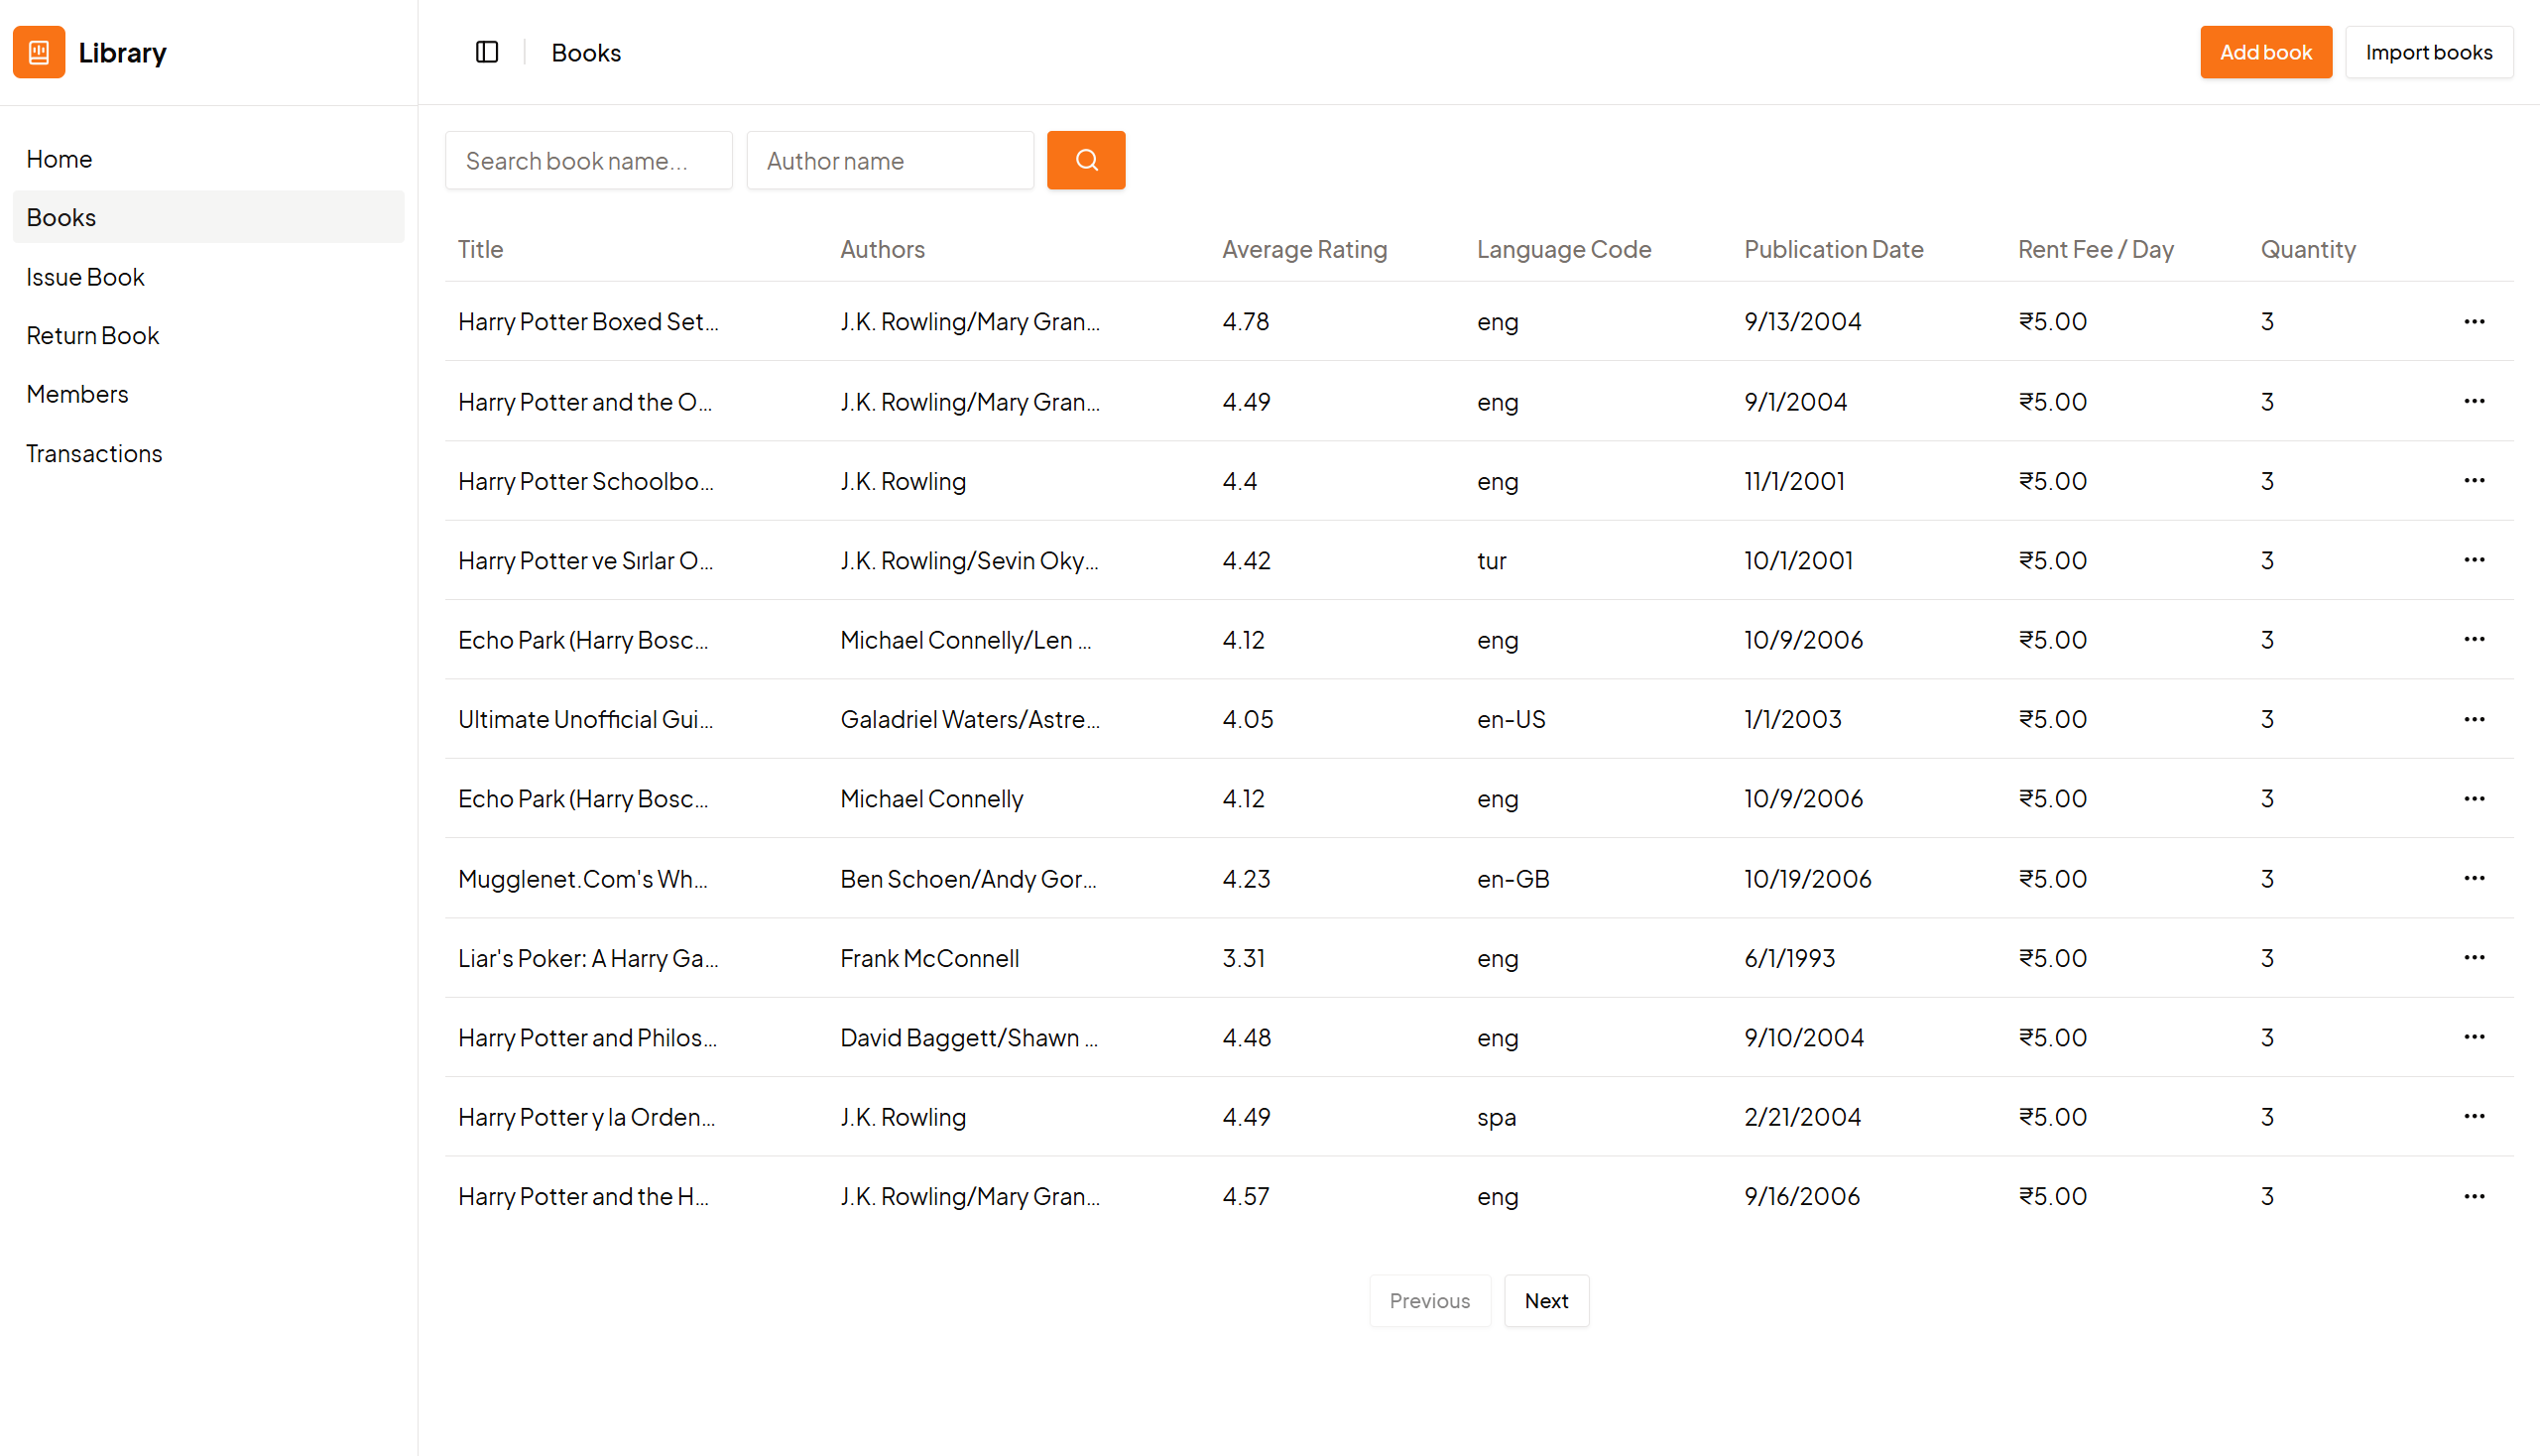 Library
Books
Add book
Import books
Home
Books
Issue Book
Return Book
Members
Transactions
Search book name...
Author name
Title Authors Average Rating Language Code Publication Date Rent Fee / Day Quantity
Harry Potter Boxed Set... J.K. Rowling/Mary Gran... 4.78 eng 9/13/2004 ₹5.00 3
Harry Potter and the O... J.K. Rowling/Mary Gran... 4.49 eng 9/1/2004 ₹5.00 3
Harry Potter Schoolbo... J.K. Rowling 4.4 eng 11/1/2001 ₹5.00 3
Harry Potter ve Sırlar O... J.K. Rowling/Sevin Oky... 4.42 tur 10/1/2001 ₹5.00 3
Echo Park (Harry Bosc... Michael Connelly/Len ... 4.12 eng 10/9/2006 ₹5.00 3
Ultimate Unofficial Gui... Galadriel Waters/Astre... 4.05 en-US 1/1/2003 ₹5.00 3
Echo Park (Harry Bosc... Michael Connelly 4.12 eng 10/9/2006 ₹5.00 3
Mugglenet.Com's Wh... Ben Schoen/Andy Gor... 4.23 en-GB 10/19/2006 ₹5.00 3
Liar's Poker: A Harry Ga... Frank McConnell 3.31 eng 6/1/1993 ₹5.00 3
Harry Potter and Philos... David Baggett/Shawn ... 4.48 eng 9/10/2004 ₹5.00 3
Harry Potter y la Orden... J.K. Rowling 4.49 spa 2/21/2004 ₹5.00 3
Harry Potter and the H... J.K. Rowling/Mary Gran... 4.57 eng 9/16/2006 ₹5.00 3
Previous
Next